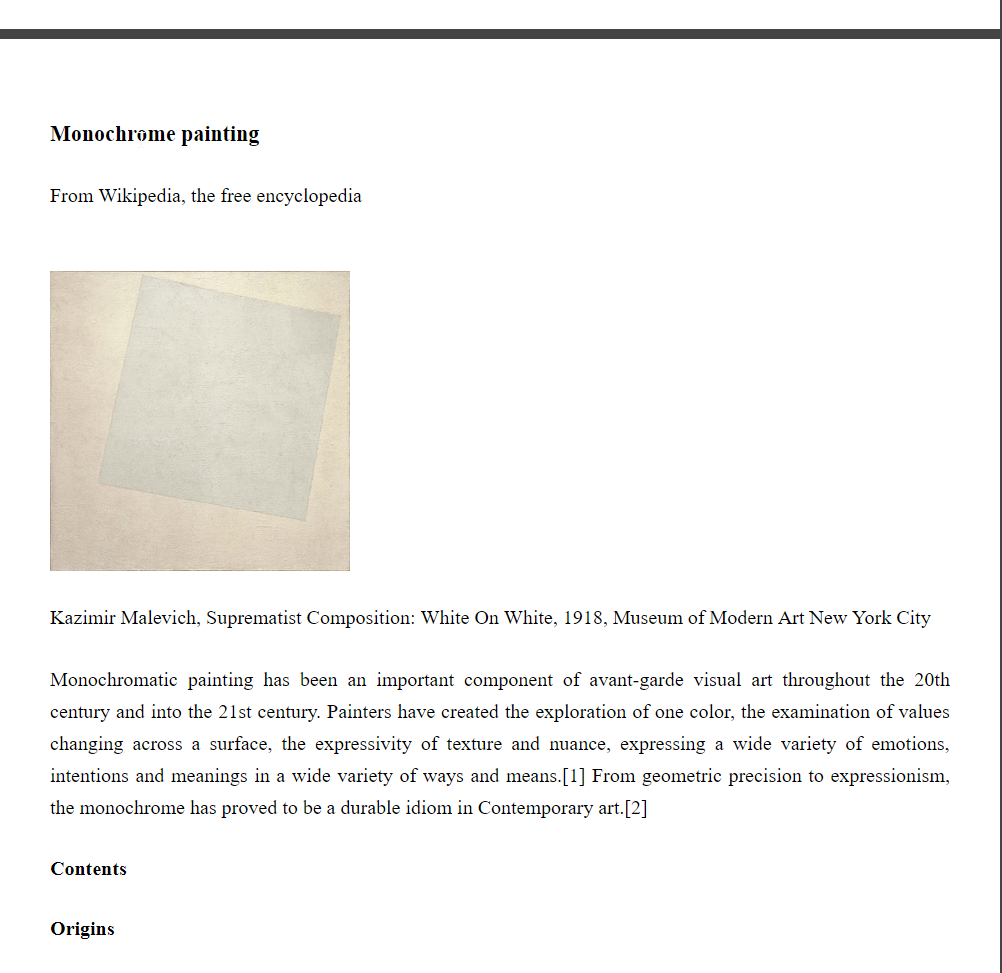 Monochrome painting
From Wikipedia, the free encyclopedia
Kazimir Malevich, Suprematist Composition: White On White, 1918, Museum of Modern Art New York City
Monochromatic painting has been an important component of avant-garde visual art throughout the 20th
century and into the 21st century. Painters have created the exploration of one color, the examination of values
changing across a surface, the expressivity of texture and nuance, expressing a wide variety of emotions,
intentions and meanings in a wide variety of ways and means.[1] From geometric precision to expressionism,
the monochrome has proved to be a durable idiom in Contemporary art.[2]
Contents
Origins